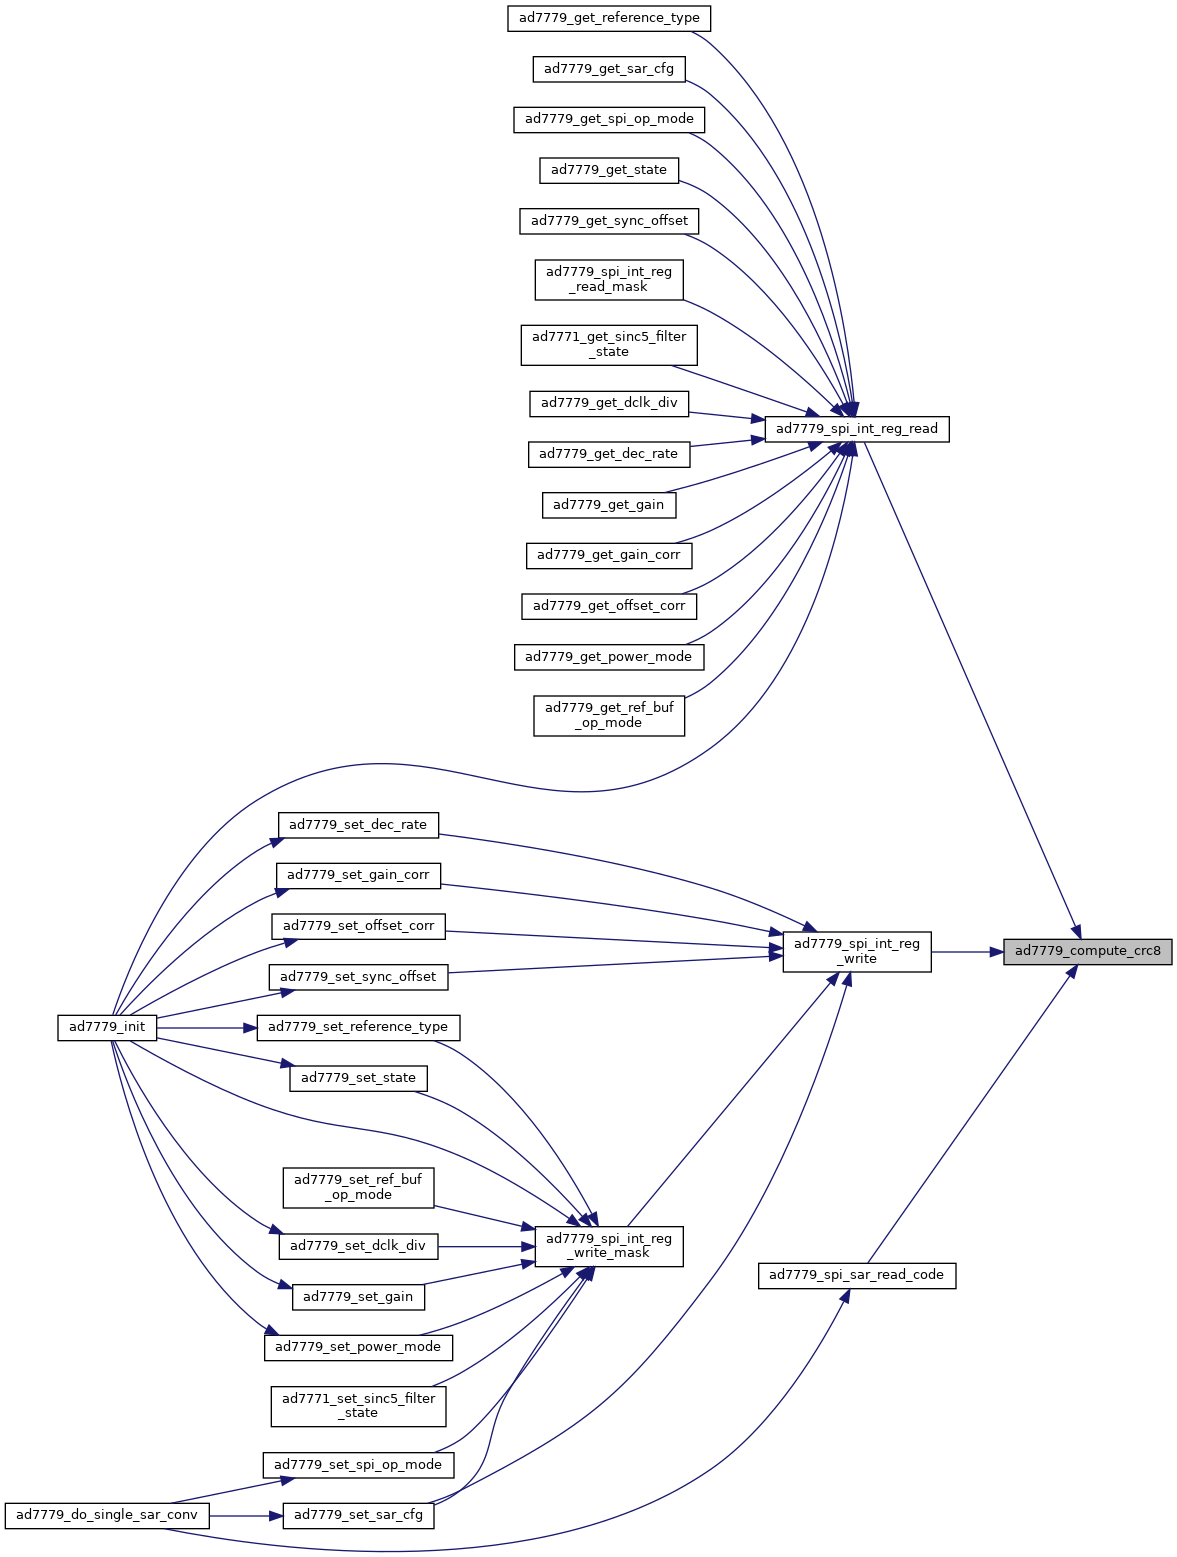 ad7779_get_reference_type
ad7779_get_sar_cfg
ad7779_get_spi_op_mode
ad7779_get_state
ad7779_get_sync_offset
ad7779_spi_int_reg
_read_mask
ad7771_get_sinc5_filter
_state
ad7779_get_dclk_div
ad7779_spi_int_reg_read
ad7779_get_dec_rate
ad7779_get_gain
ad7779_get_gain_corr
ad7779_get_offset_corr
ad7779_get_power_mode
ad7779_get_ref_buf
_op_mode
ad7779_set_dec_rate
ad7779_set_gain_corr
ad7779_set_offset_corr
ad7779_spi_int_reg
_write
ad7779_compute_crc8
ad7779_set_sync_offset
ad7779_init
ad7779_set_reference_type
ad7779_set_state
ad7779_set_ref_buf
_op_mode
ad7779_set_dclk_div
ad7779_spi_int_reg
_write_mask
ad7779_spi_sar_read_code
ad7779_set_gain
ad7779_set_power_mode
ad7771_set_sinc5_filter
_state
ad7779_set_spi_op_mode
ad7779_do_single_sar_conv
ad7779_set_sar_cfg